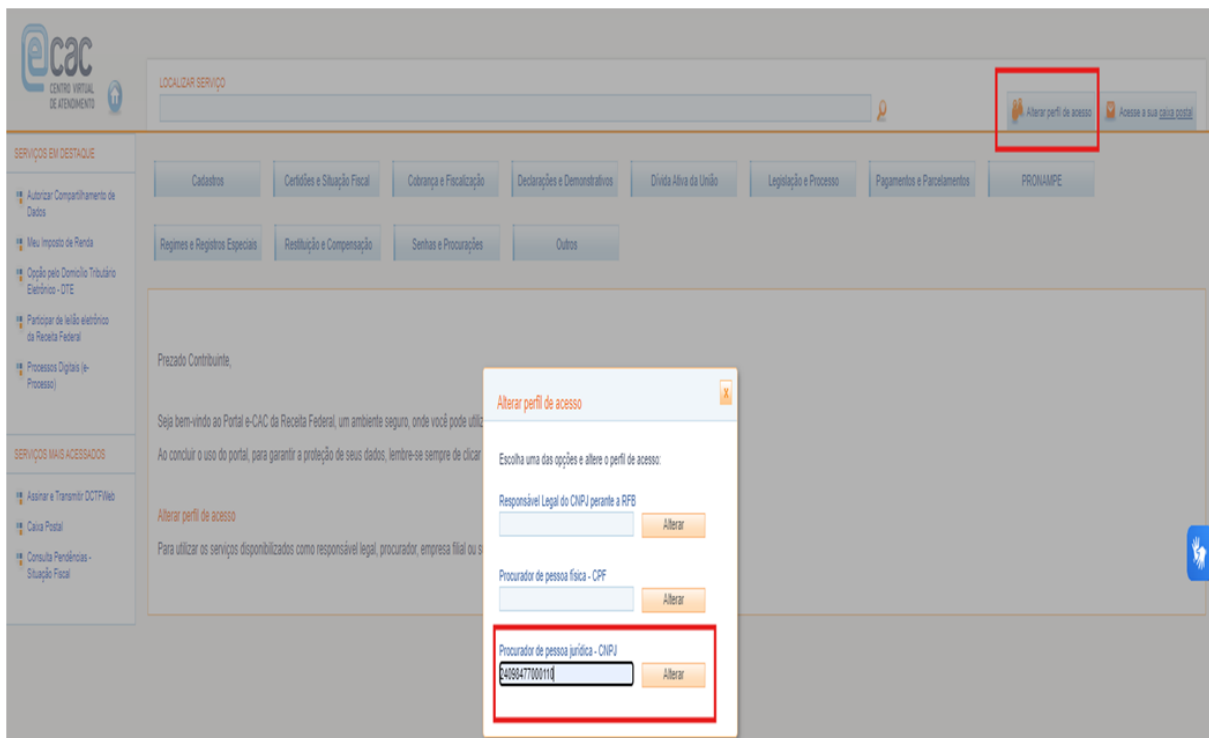 ecac
CENTRO VIRTUAL
DE ATENDIMENTO
LOCALIZAR SERVIÇO
Alterar perfil de acesso
Acesse a sua caixa postal
SERVIÇOS EM DESTAQUE
Autorizar Compartilhamento de
Dados
Meu Imposto de Renda
Opção pelo Domicílio Tributário
Eletrônico - DTE
Participar de leilão eletrônico
da Receita Federal
Processos Digitais (e-
Processo)
SERVIÇOS MAIS ACESSADOS
Assinar e Transmitir DCTFWeb
Caixa Postal
Consulta Pendências -
Situação Fiscal
Cadastros
Certidões e Situação Fiscal
Cobrança e Fiscalização
Declarações e Demonstrativos
Dívida Ativa da União
Legislação e Processo
Pagamentos e Parcelamentos
PRONAMPE
Regimes e Registros Especiais
Restituição e Compensação
Senhas e Procurações
Outros
Prezado Contribuinte,
Seja bem-vindo ao Portal e-CAC da Receita Federal, um ambiente seguro, onde você pode utiliz
Ao concluir o uso do portal, para garantir a proteção de seus dados, lembre-se sempre de clicar
Alterar perfil de acesso
Para utilizar os serviços disponibilizados como responsável legal, procurador, empresa filial ou s
Alterar perfil de acesso
X
Escolha uma das opções e altere o perfil de acesso:
Responsável Legal do CNPJ perante a RFB
Alterar
Procurador de pessoa física - CPF
Alterar
Procurador de pessoa jurídica - CNPJ
24098477000110
Alterar